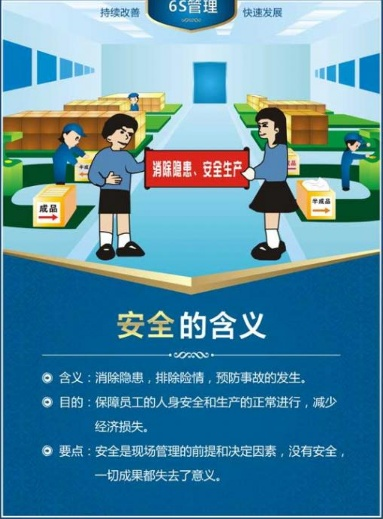 持续改善
6S管理
快速发展
消除隐患、安全生产
成品
半成品
安全的含义
含义：消除隐患，排除险情，预防事故的发生。
目的：保障员工的人身安全和生产的正常进行，减少
经济损失。
要点：安全是现场管理的前提和决定因素，没有安全，
一切成果都失去了意义。